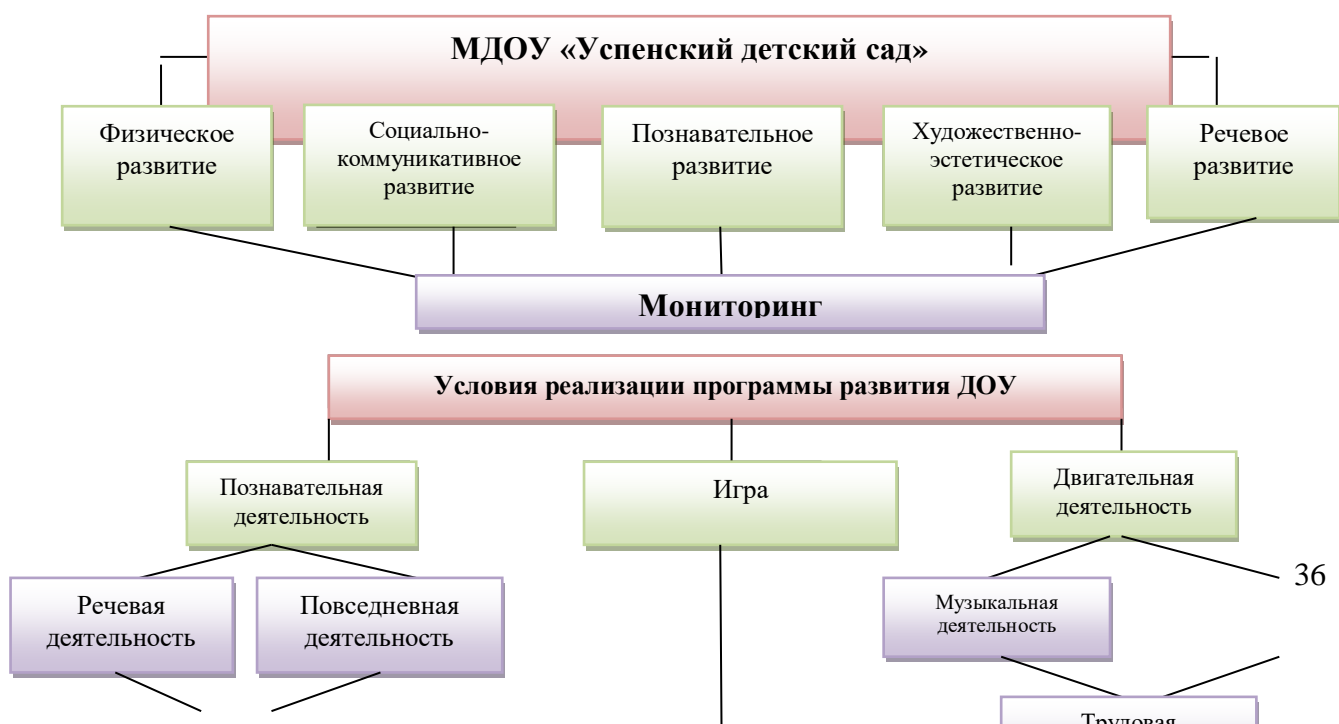 МДОУ «Успенский детский сад»
Физическое
развитие
Социально-
коммуникативное
развитие
Познавательное
развитие
Художественно-
эстетическое
развитие
Речевое
развитие
Мониторинг
Условия реализации программы развития ДОУ
Познавательная
деятельность
Игра
Двигательная
деятельность
36
Речевая
деятельность
Повседневная
деятельность
Музыкальная
деятельность
Трудовая